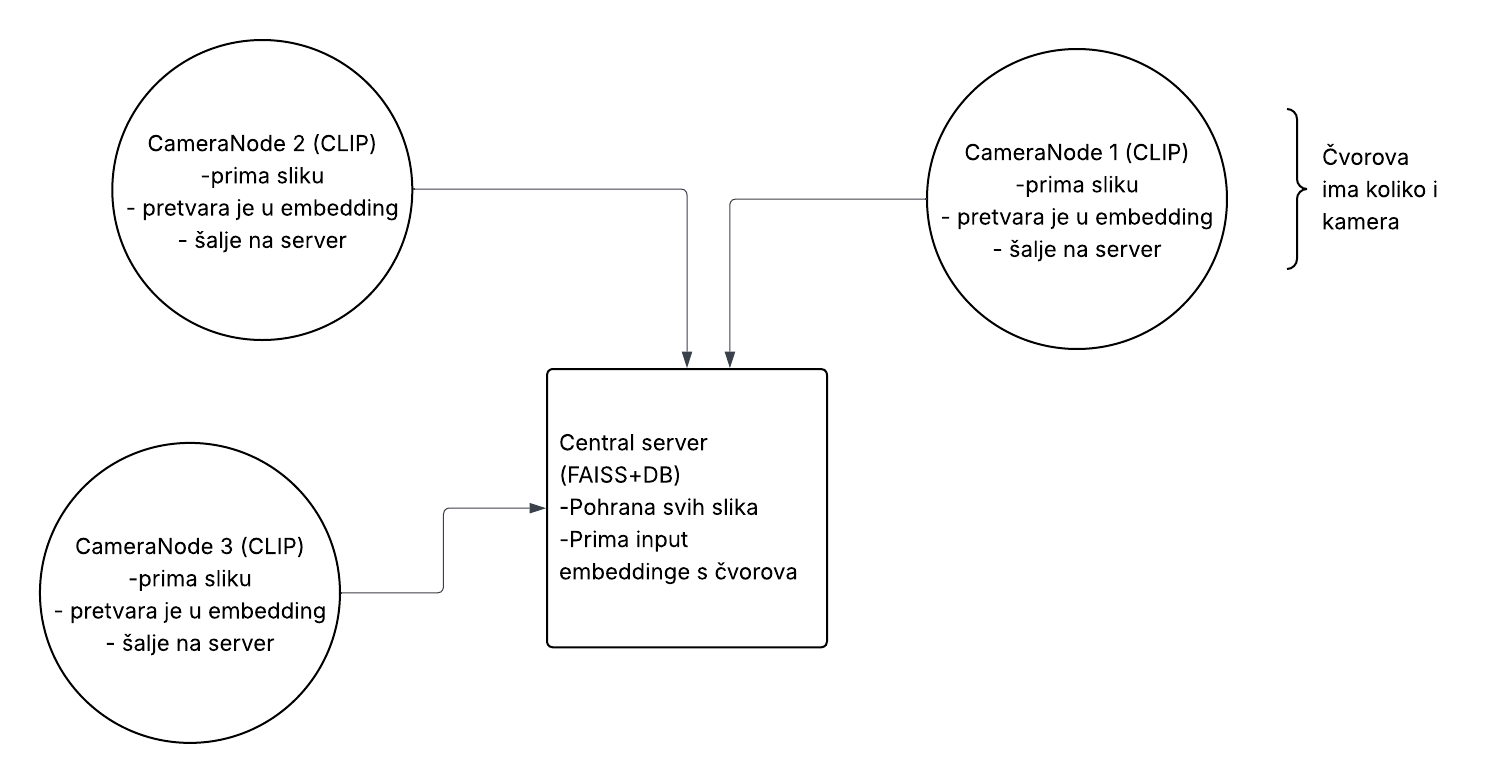 CameraNode 2 (CLIP)
-prima sliku
- pretvara je u embedding
- šalje na server
CameraNode 1 (CLIP)
-prima sliku
- pretvara je u embedding
- šalje na server
Čvorova
ima koliko i
kamera
Central server
(FAISS+DB)
-Pohrana svih slika
-Prima input
embeddinge s čvorova
CameraNode 3 (CLIP)
-prima sliku
- pretvara je u embedding
- šalje na server